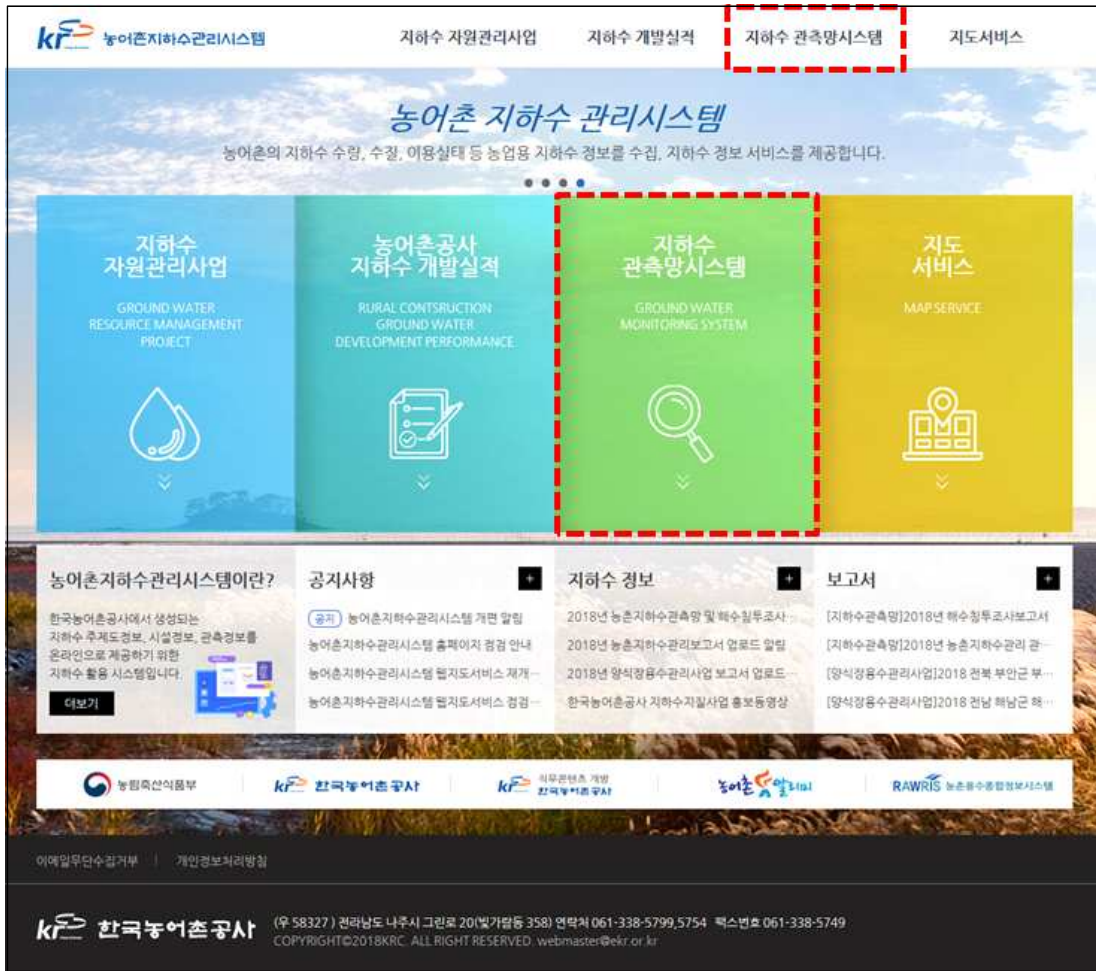 kr 농어촌지하수관리시스템
지하수 자원관리사업 지하수 개발실적 지하수 관측망시스템 지도서비스
농어촌 지하수 관리시스템
농어촌의 지하수 수량, 수질, 이용실태 등 농업용 지하수 정보를 수집, 지하수 정보 서비스를 제공합니다.
지하수
자원관리사업
GROUND WATER
RESOURCE MANAGEMENT
PROJECT
농어촌공사
지하수 개발실적
RURAL CONTSRUCTION
GROUND WATER
DEVELOPMENT PERFORMANCE
지하수
관측망시스템
GROUND WATER
MONITORING SYSTEM
지도
서비스
MAP SERVICE
농어촌지하수관리시스템이란?
한국농어촌공사에서 생성되는
지하수 주제도정보, 시설정보, 관측정보를
온라인으로 제공하기 위한
지하수 활용 시스템입니다.
더보기
공지사항 +
공지 농어촌지하수관리시스템 개편 알림
농어촌지하수관리시스템 홈페이지 점검 안내
농어촌지하수관리시스템 웹지도서비스 재개…
농어촌지하수관리시스템 웹지도서비스 점검…
지하수 정보 +
2018년 농촌지하수관측망 및 해수침투조사…
2018년 농촌지하수관리보고서 업로드 알림
2018년 양식장용수관리사업 보고서 업로드…
한국농어촌공사 지하수지질사업 홍보동영상
보고서 +
[지하수관측망]2018년 해수침투조사보고서
[지하수관측망]2018년 농촌지하수관리 관…
[양식장용수관리사업]2018 전북 부안군 부…
[양식장용수관리사업]2018 전남 해남군 해…
농림축산식품부
kr 한국농어촌공사
kr 직무콘텐츠 개발
한국농어촌공사
농어촌알리미
RAWRIS 농촌용수종합정보시스템
이메일무단수집거부 | 개인정보처리방침
kr 한국농어촌공사
(우 58327 ) 전라남도 나주시 그린로 20(빛가람동 358) 연락처 061-338-5799,5754 팩스번호 061-338-5749
COPYRIGHT©2018KRC. ALL RIGHT RESERVED. webmaster@ekr.or.kr